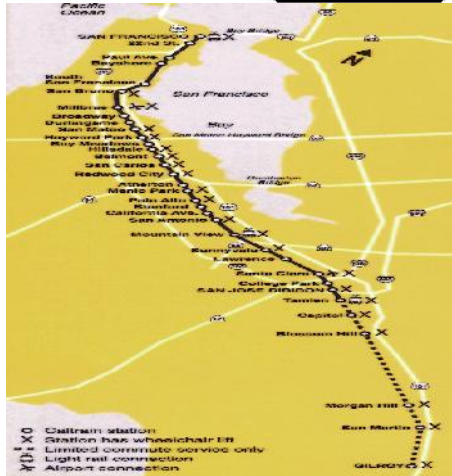 Pacific
Ocean
Bay Bridge
SAN FRANCISCO
22nd St.
Paul Ave.
Bayshore
South
San Francisco
San Bruno
San Francisco
Bay
Millbrae
Broadway
Burlingame
San Mateo
San Mateo Hayward Bridge
Hayward Park
Bay Meadows
Hillsdale
Belmont
San Carlos
Redwood City
Dumbarton
Bridge
Atherton
Menlo Park
Palo Alto
Stanford
California Ave.
San Antonio
Mountain View
Sunnyvale
Lawrence
Santa Clara
College Park
SAN JOSE DIRIDON
Tamien
Capitol
Blossom Hill
Morgan Hill
San Martin
GILROY
Caltrain station
Station has wheelchair lift
Limited commute service only
Light rail connection
Airport connection